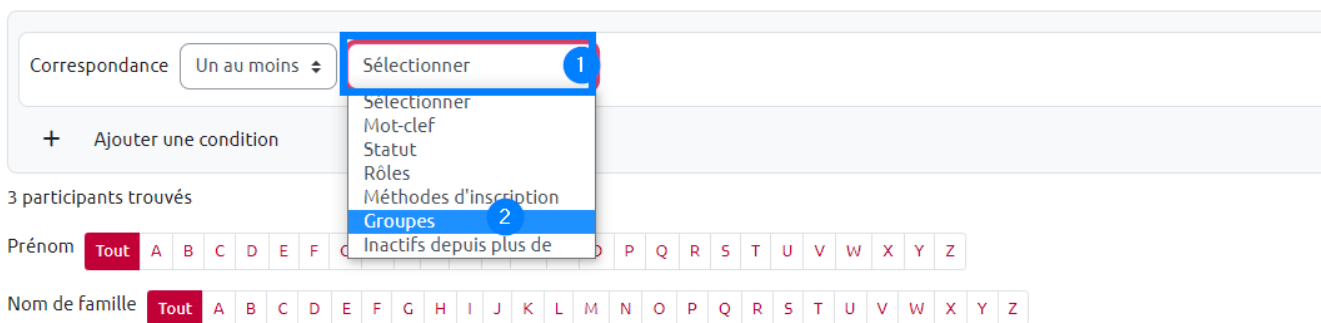 Correspondance Un au moins Sélectionner 1
Sélectionner
Mot-clef
+ Ajouter une condition
Statut
Rôles
3 participants trouvés
Méthodes d'inscription
Groupes 2
Inactifs depuis plus de
Prénom Tout A B C D E F P Q R S T U V W X Y Z
Nom de famille Tout A B C D E F G H I J K L M N O P Q R S T U V W X Y Z